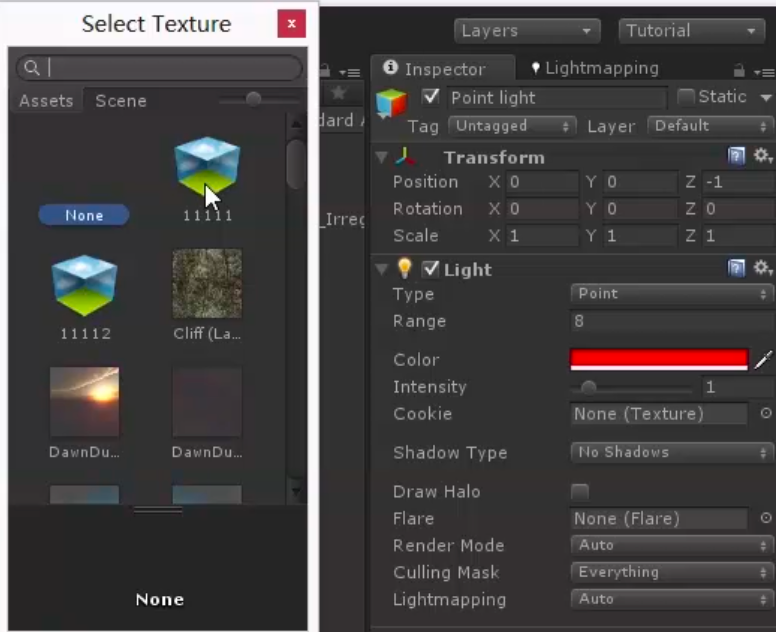 Select Texture
x
Assets Scene
None
11111
11112
Cliff (La...
DawnDu...
DawnDu...
None
dard A
_Irreg
Layers
Tutorial
Inspector
Lightmapping
Point light
Static
Tag Untagged Layer Default
Transform
Position X 0 Y 0 Z -1
Rotation X 0 Y 0 Z 0
Scale X 1 Y 1 Z 1
Light
Type Point
Range 8
Color
Intensity 1
Cookie None (Texture)
Shadow Type No Shadows
Draw Halo
Flare None (Flare)
Render Mode Auto
Culling Mask Everything
Lightmapping Auto